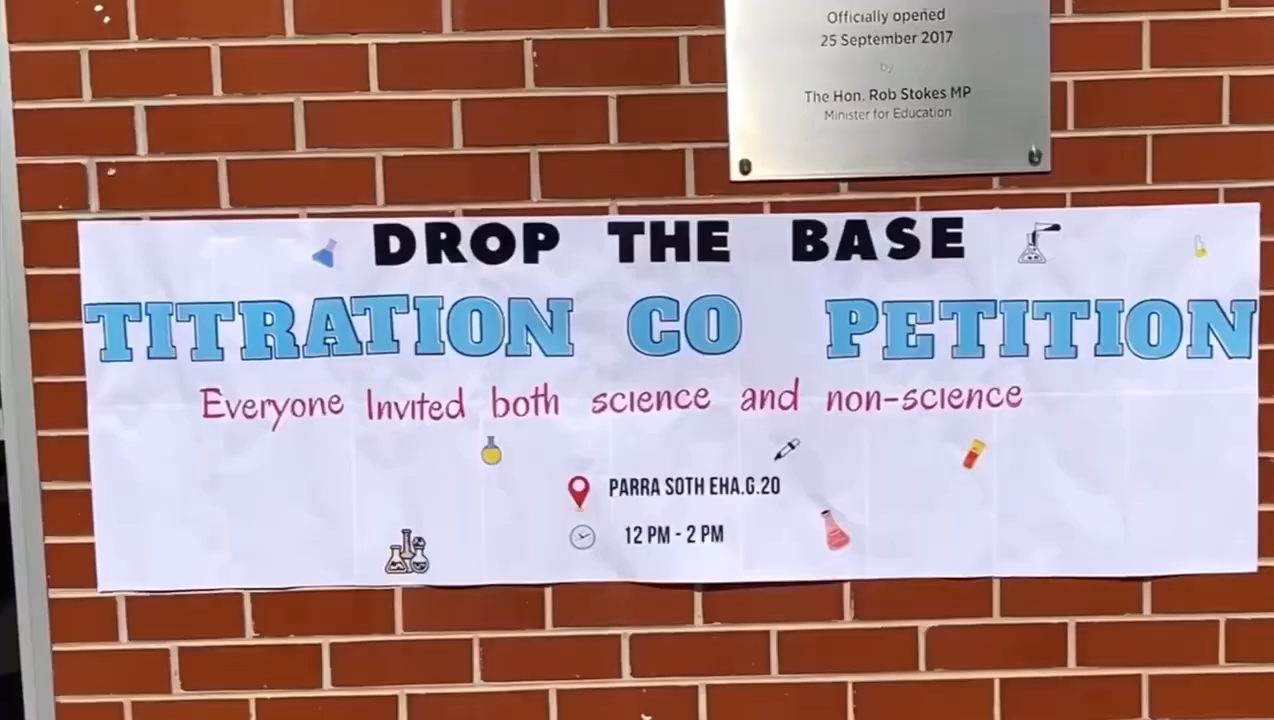 Officially opened
25 September 2017
by
The Hon. Rob Stokes MP
Minister for Education
DROP THE BASE
TITRATION CO PETITION
Everyone Invited both science and non-science
PARRA SOTH EHA.G.20
12 PM - 2 PM